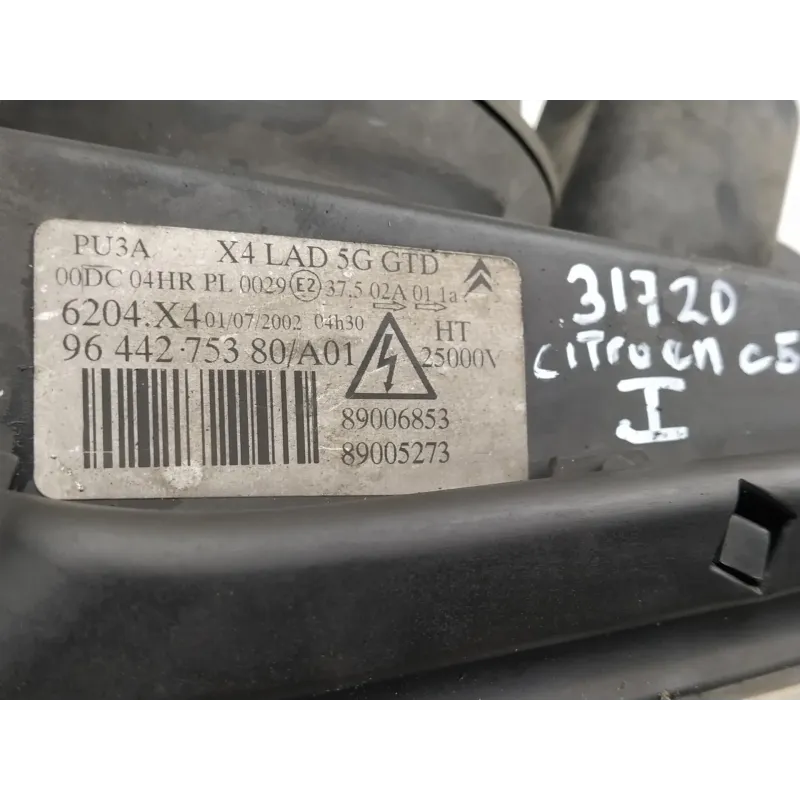 PU3A X4 LAD 5G GTD
00DC 04HR PL 0029 E2 37.5 02A 01 1a
6204.X4 01/07/2002 04h30
96 442 753 80/A01
HT
25000V
89006853
89005273
31720
CITROEN C5
I